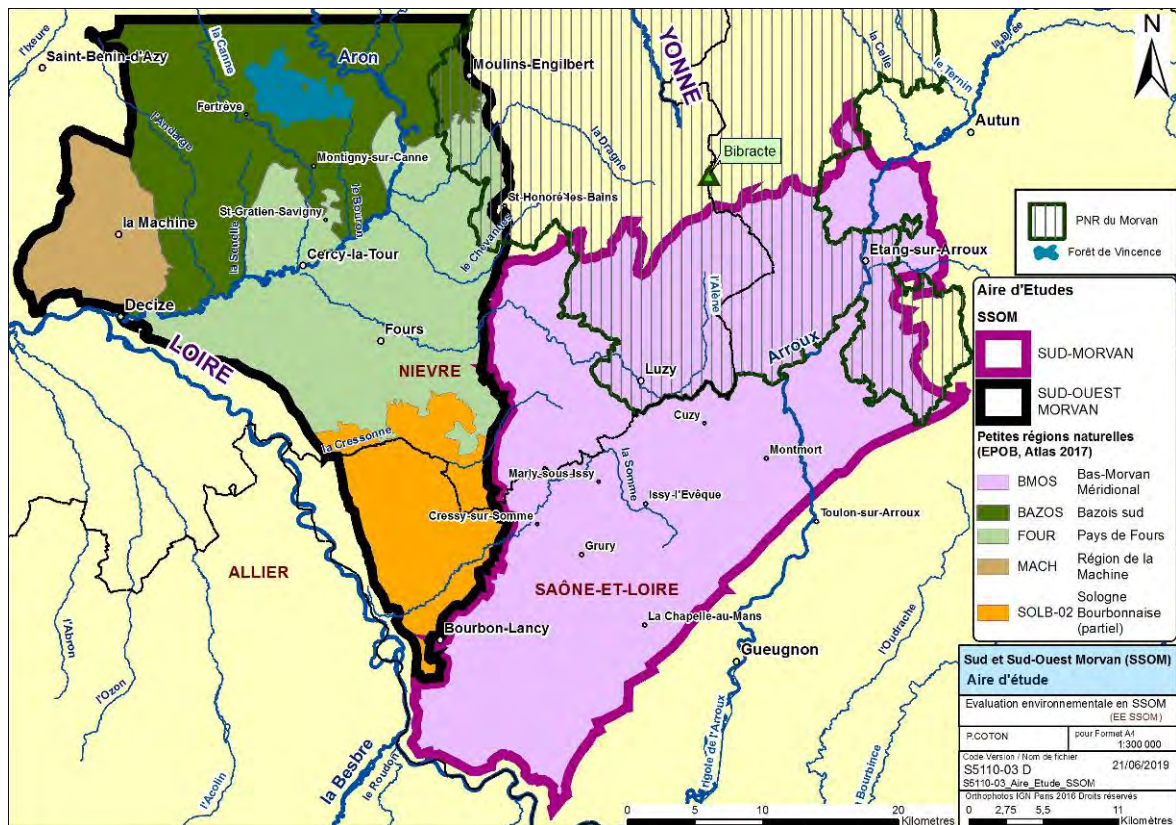 l'Ixeure
Saint-Benin-d'Azy
la Canne
Aron
Moulins-Engilbert
YONNE
la Celle
le Ternin
la Drée
N
Fertrève
l'Andarge
la Dragne
Autun
Montigny-sur-Canne
Bibracte
la Machine
St-Gratien-Savigny
le Bouron
la Senelle
St-Honoré-les-Bains
le Chevannes
Cercy-la-Tour
Etang-sur-Arroux
l'Alène
Decize
LOIRE
Fours
NIEVRE
Arroux
Luzy
Cuzy
la Cressonne
Marly-sous-Issy
la Somme
Montmort
Issy-l'Evêque
Cressy-sur-Somme
Toulon-sur-Arroux
Grury
ALLIER
SAÔNE-ET-LOIRE
l'Abron
La Chapelle-au-Mans
Bourbon-Lancy
l'Oudrache
Gueugnon
l'Ozon
l'Acolin
la Besbre
le Roudon
rigole de l'Arroux
la Bourbince
PNR du Morvan
Forêt de Vincence
Aire d'Etudes
SSOM
SUD-MORVAN
SUD-OUEST
MORVAN
Petites régions naturelles
(EPOB, Atlas 2017)
BMOS Bas-Morvan
Méridional
BAZOS Bazois sud
FOUR Pays de Fours
MACH Région de la
Machine
SOLB-02 Sologne
Bourbonnaise
(partiel)
Sud et Sud-Ouest Morvan (SSOM)
Aire d'étude
Evaluation environnementale en SSOM
(EE SSOM)
P.COTON
pour Format A4
1:300 000
Code Version / Nom de fichier
S5110-03 D
21/06/2019
S5110-03_Aire_Etude_SSOM
Orthophotos IGN Paris 2016 Droits réservés
0 5 10 20
Kilometres
0 2,75 5,5 11
Kilomètres